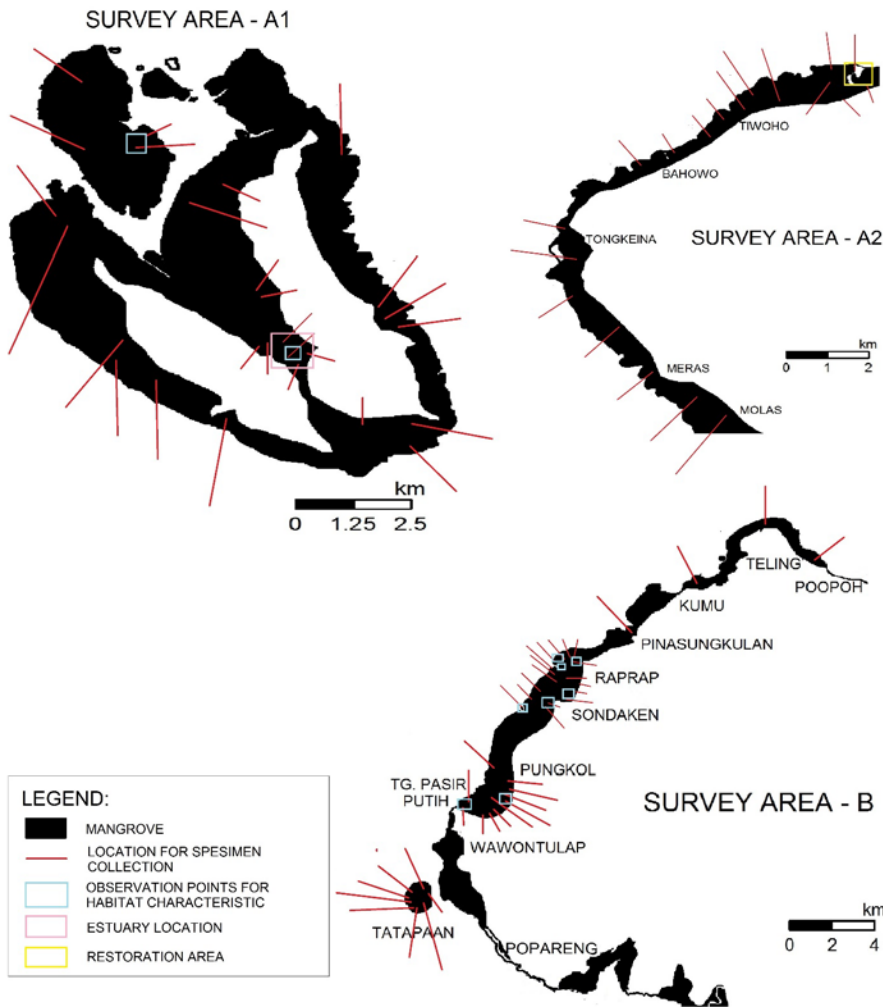 SURVEY AREA - A1
km
0 1.25 2.5
TIWOHO
BAHOWO
TONGKEINA
SURVEY AREA - A2
km
0 1 2
MERAS
MOLAS
TELING
POOPOH
KUMU
PINASUNGKULAN
RAPRAP
SONDAKEN
PUNGKOL
TG. PASIR
PUTIH
SURVEY AREA - B
WAWONTULAP
TATAPAAN
POPARENG
km
0 2 4
LEGEND:
MANGROVE
LOCATION FOR SPESIMEN
COLLECTION
OBSERVATION POINTS FOR
HABITAT CHARACTERISTIC
ESTUARY LOCATION
RESTORATION AREA